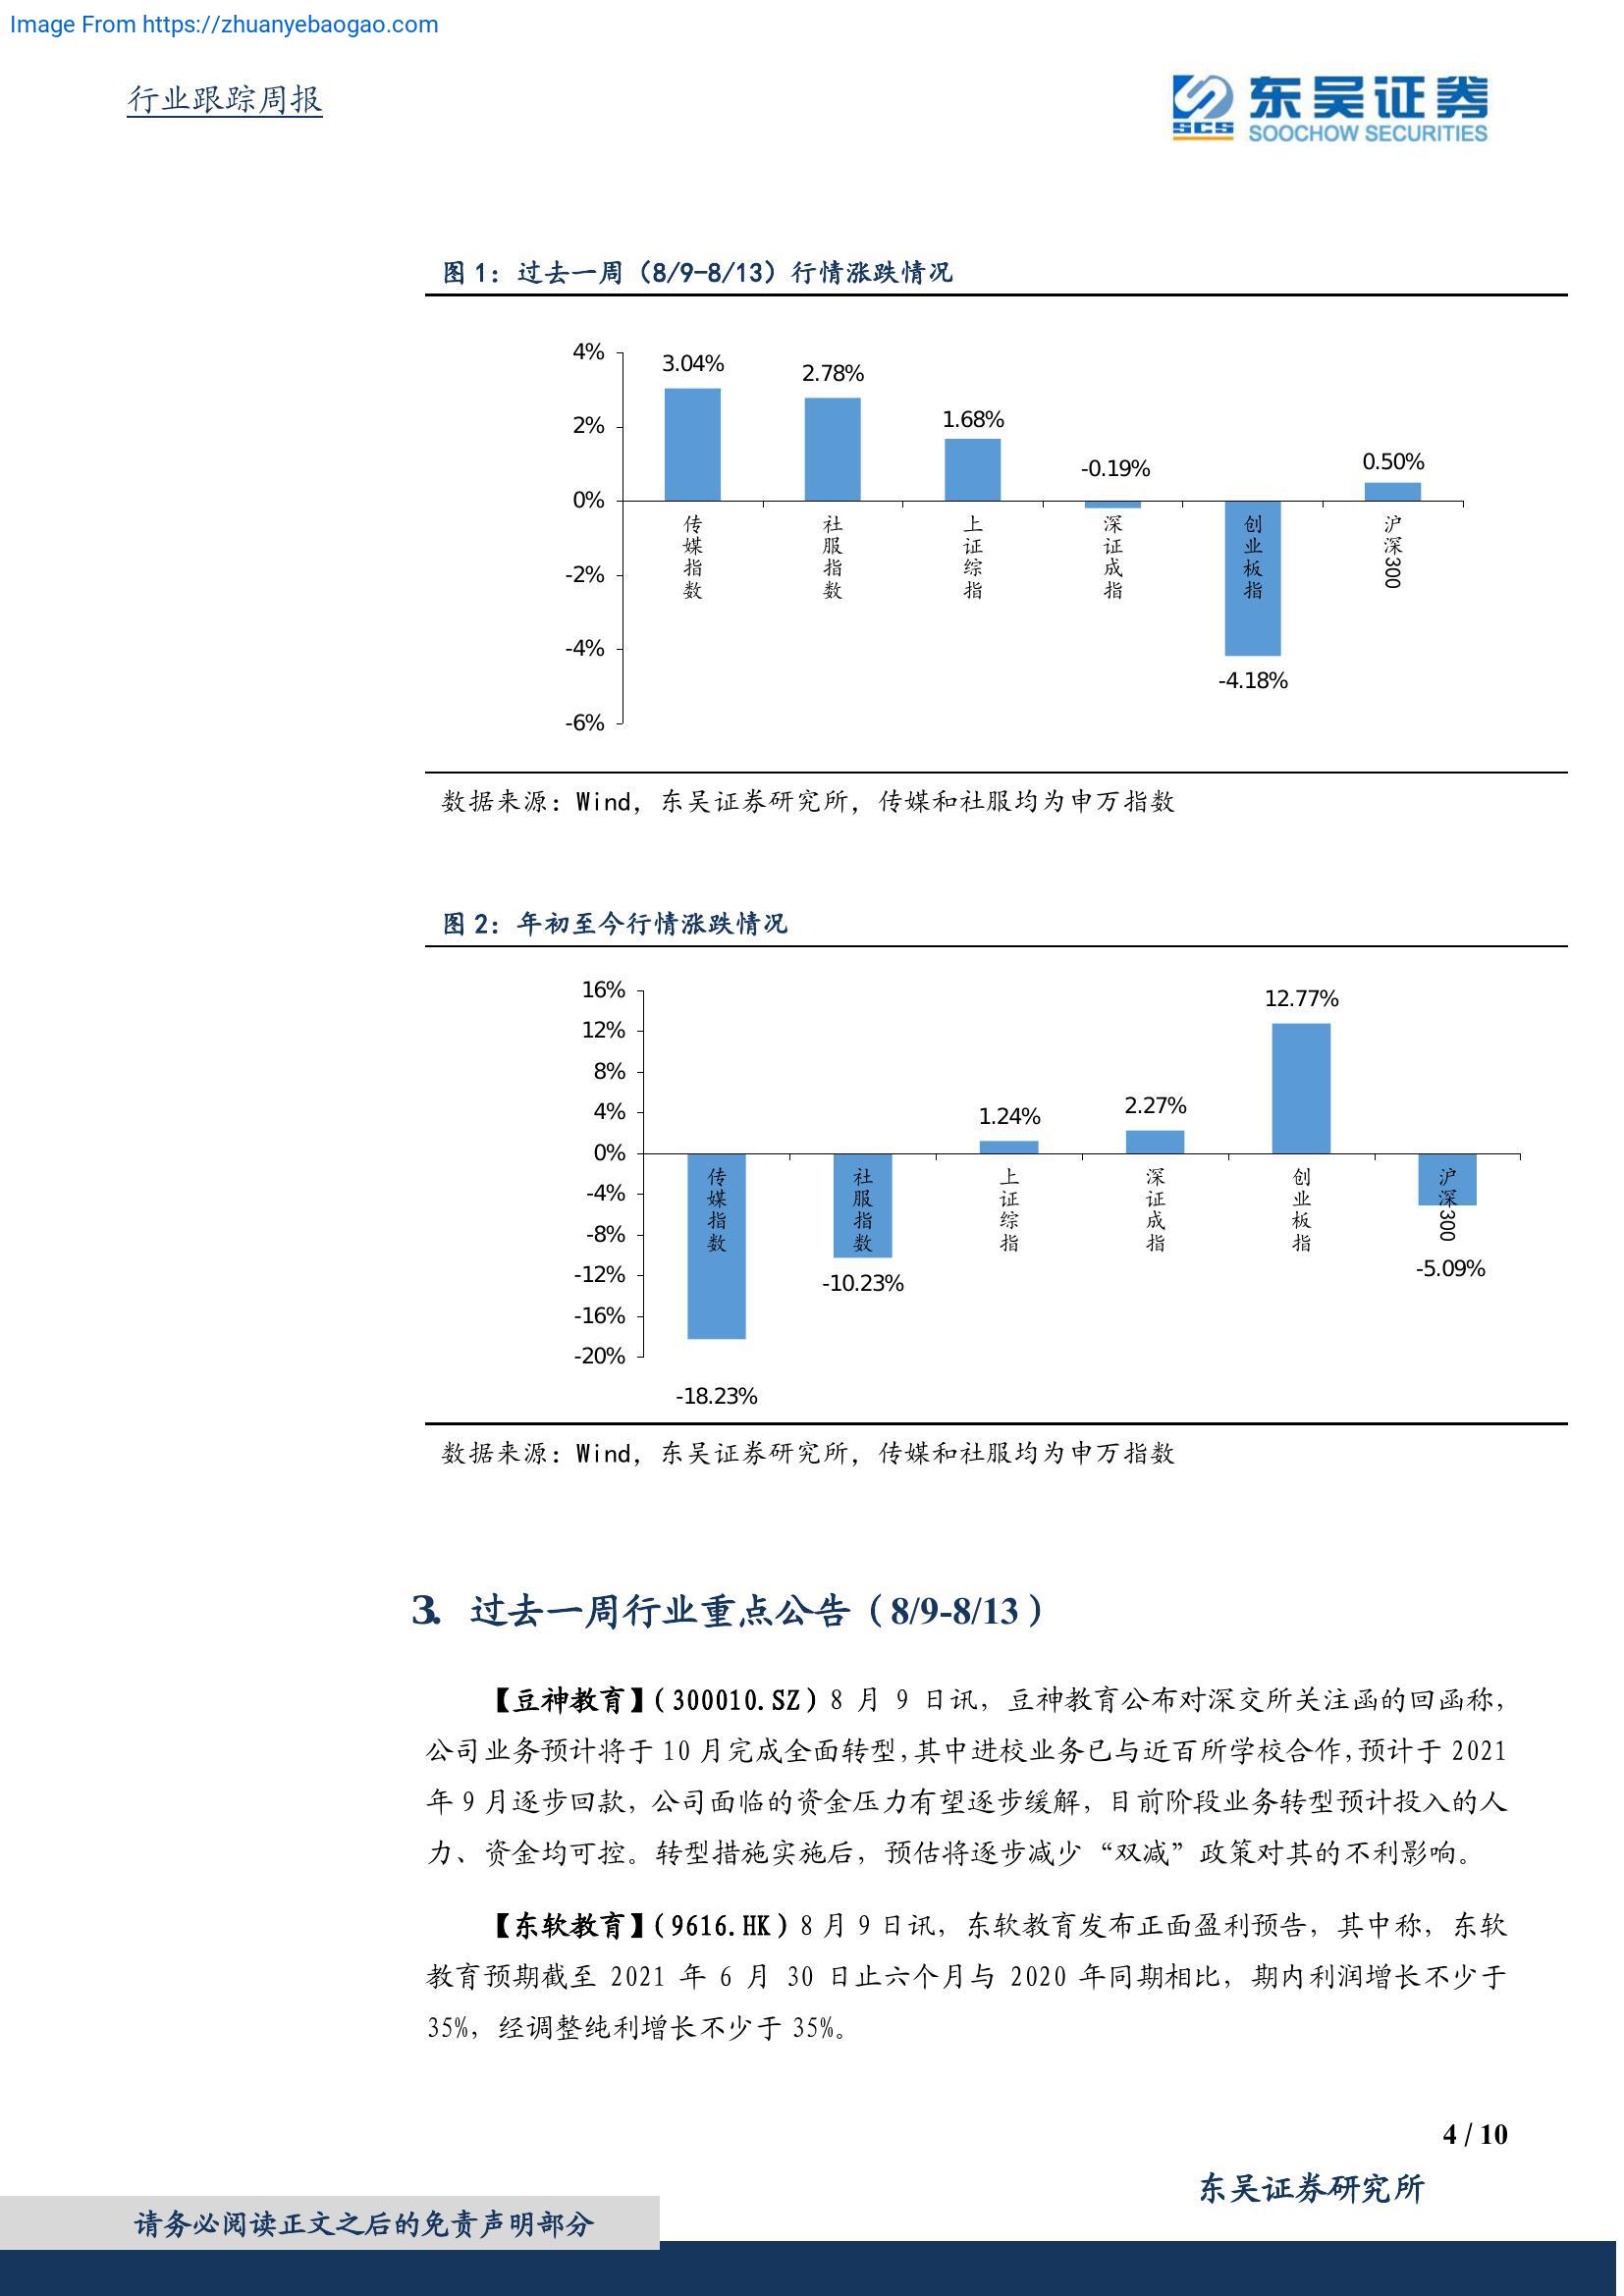 Image From https://zhuanyebaogao.com
行业跟踪周报
SCS
东吴证券
SOOCHOW SECURITIES
图 1：过去一周（8/9-8/13）行情涨跌情况
4%
2%
0%
-2%
-4%
-6%
3.04%
2.78%
1.68%
-0.19%
-4.18%
0.50%
传媒指数
社服指数
上证综指
深证成指
创业板指
沪深300
数据来源：Wind，东吴证券研究所，传媒和社服均为申万指数
图 2：年初至今行情涨跌情况
16%
12%
8%
4%
0%
-4%
-8%
-12%
-16%
-20%
-18.23%
-10.23%
1.24%
2.27%
12.77%
-5.09%
传媒指数
社服指数
上证综指
深证成指
创业板指
沪深300
数据来源：Wind，东吴证券研究所，传媒和社服均为申万指数
3. 过去一周行业重点公告（8/9-8/13）
【豆神教育】（300010.SZ）8 月 9 日讯，豆神教育公布对深交所关注函的回函称，
公司业务预计将于 10 月完成全面转型，其中进校业务已与近百所学校合作，预计于 2021
年 9 月逐步回款，公司面临的资金压力有望逐步缓解，目前阶段业务转型预计投入的人
力、资金均可控。转型措施实施后，预估将逐步减少“双减”政策对其的不利影响。
【东软教育】（9616.HK）8 月 9 日讯，东软教育发布正面盈利预告，其中称，东软
教育预期截至 2021 年 6 月 30 日止六个月与 2020 年同期相比，期内利润增长不少于
35%，经调整纯利增长不少于 35%。
4 / 10
东吴证券研究所
请务必阅读正文之后的免责声明部分